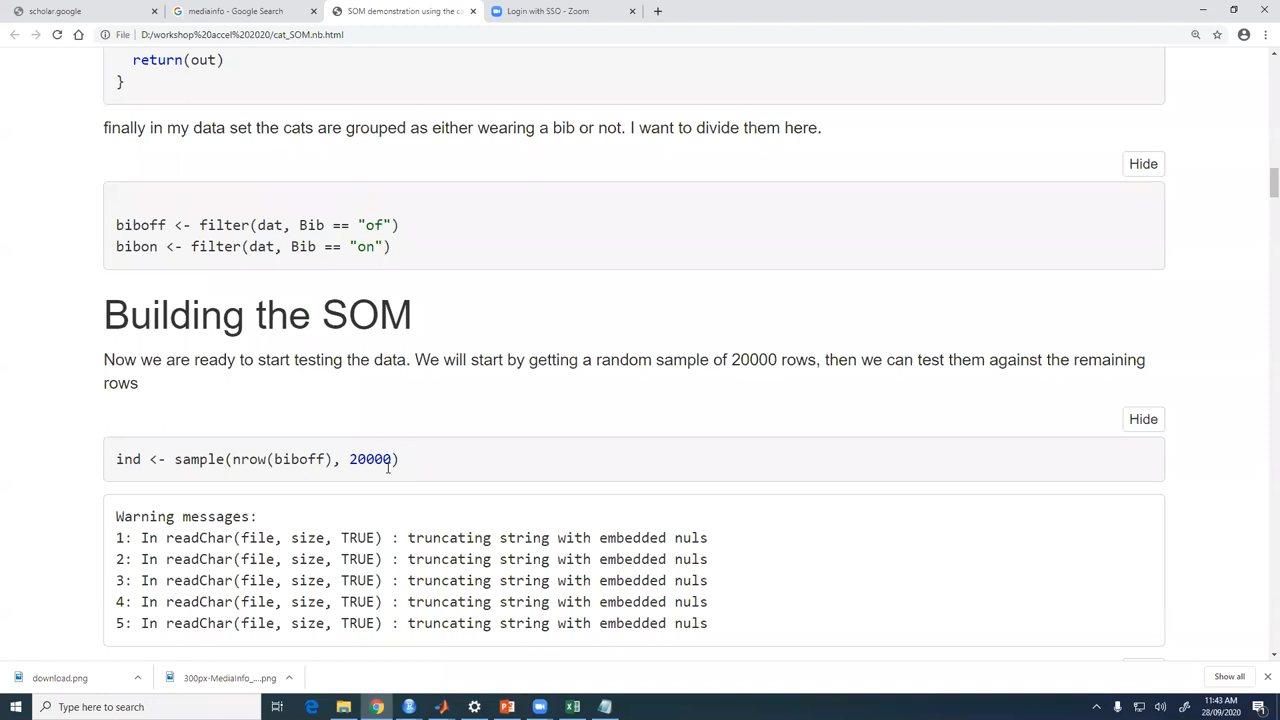 scholar.google
mediainfo - Google Search
SOM demonstration using the ca
Login with SSO - Zoom
File
D:/workshop%20accel%202020/cat_SOM.nb.html
return(out)
}
finally in my data set the cats are grouped as either wearing a bib or not. I want to divide them here.
Hide
biboff <- filter(dat, Bib == "of")
bibon <- filter(dat, Bib == "on")
Building the SOM
Now we are ready to start testing the data. We will start by getting a random sample of 20000 rows, then we can test them against the remaining
rows
Hide
ind <- sample(nrow(biboff), 20000)
Warning messages:
1: In readChar(file, size, TRUE) : truncating string with embedded nuls
2: In readChar(file, size, TRUE) : truncating string with embedded nuls
3: In readChar(file, size, TRUE) : truncating string with embedded nuls
4: In readChar(file, size, TRUE) : truncating string with embedded nuls
5: In readChar(file, size, TRUE) : truncating string with embedded nuls
download.png
300px-MediaInfo_....png
Show all
Type here to search
11:43 AM
28/09/2020